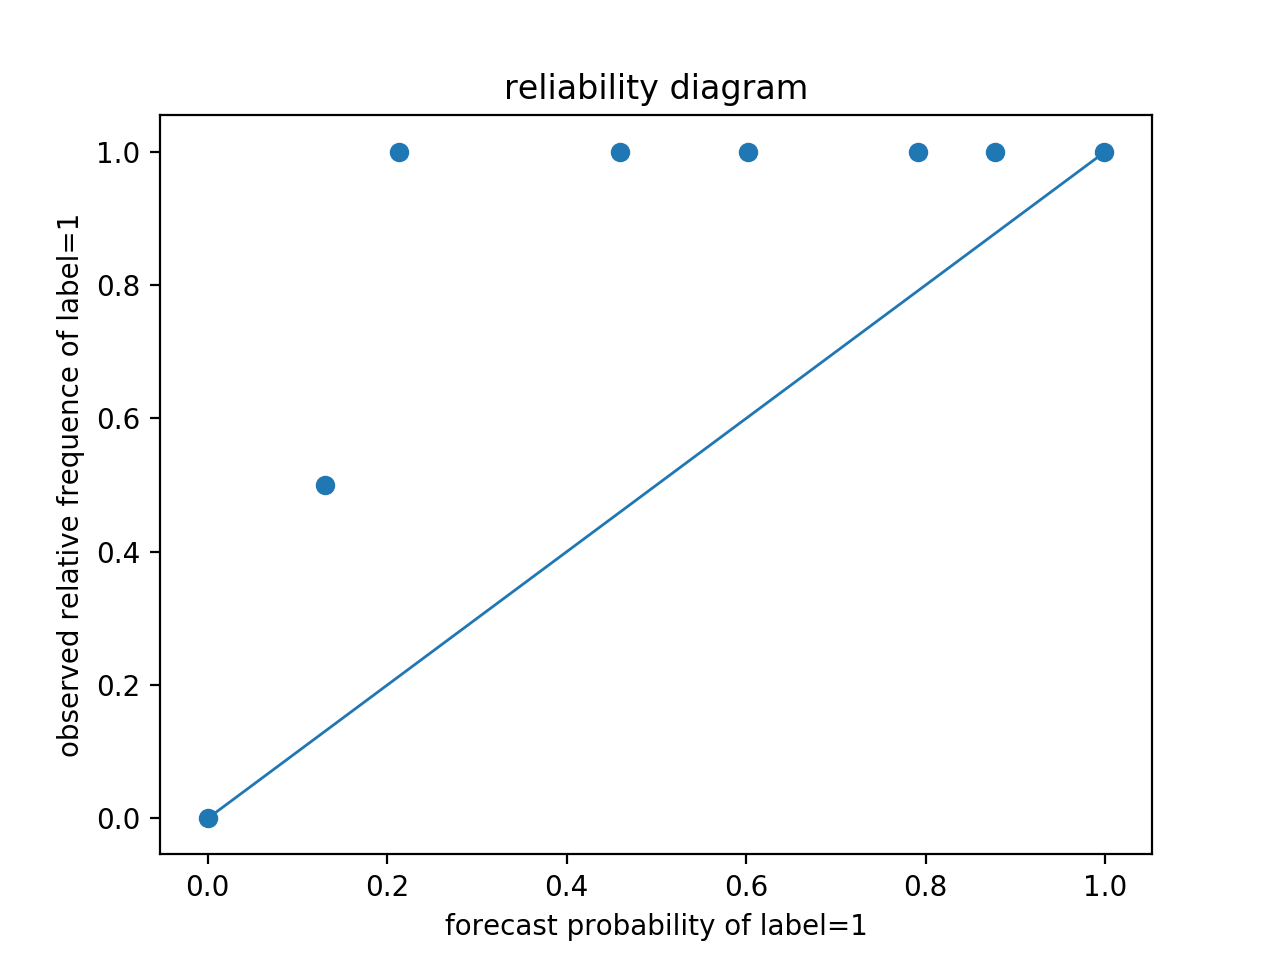 reliability diagram
1.0
0.8
0.6
0.4
0.2
0.0
observed relative frequence of label=1
0.0 0.2 0.4 0.6 0.8 1.0
forecast probability of label=1